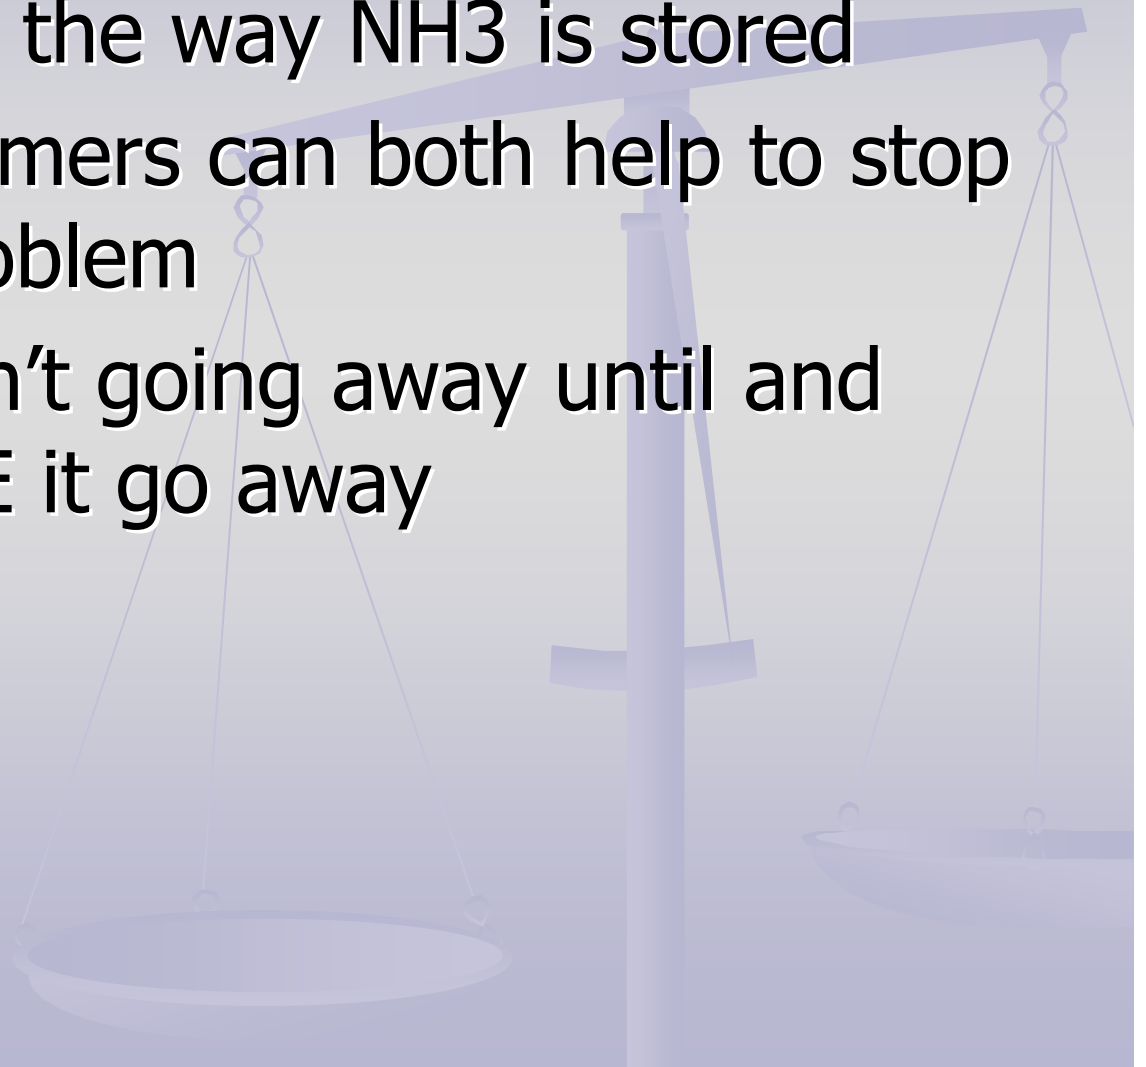 the way NH3 is stored
mers can both help to stop
oblem
n’t going away until and
E it go away